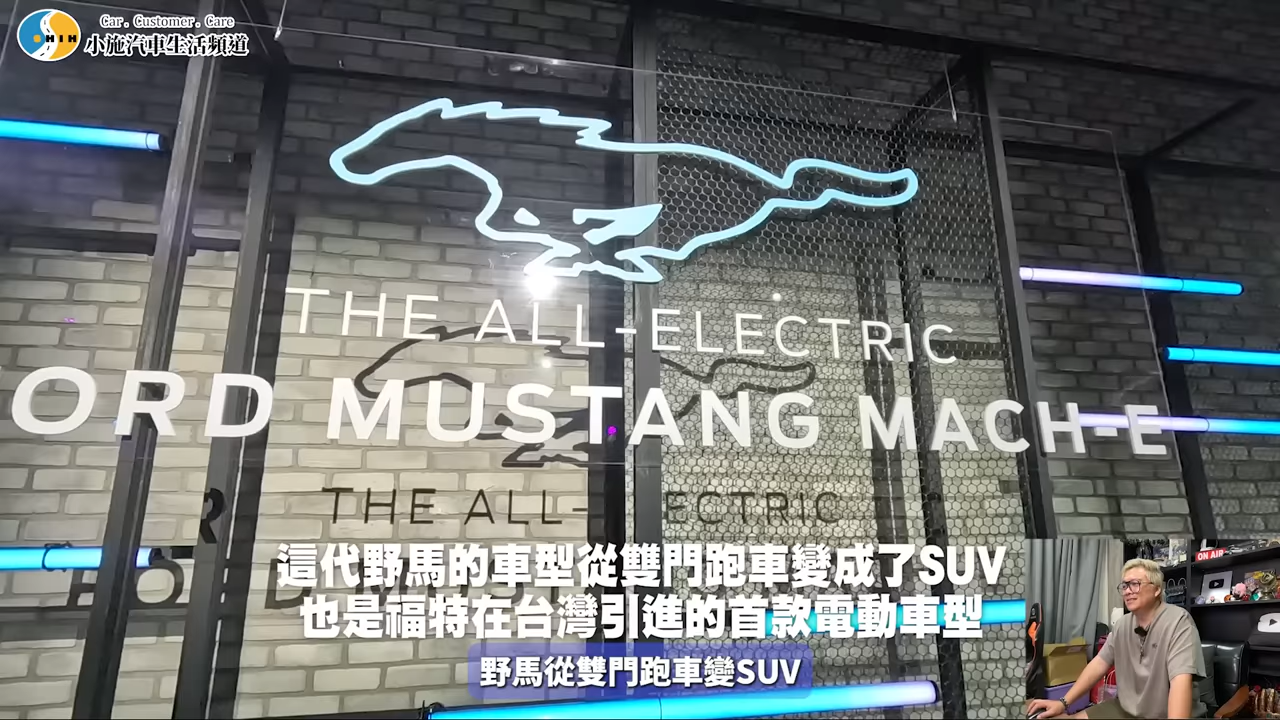 Car . Customer . Care
SHIH
小施汽車生活頻道
THE ALL-ELECTRIC
ORD MUSTANG MACH-E
THE ALL-ECTRIC
這代野馬的車型從雙門跑車變成了SUV
也是福特在台灣引進的首款電動車型
野馬從雙門跑車變SUV
ON AIR